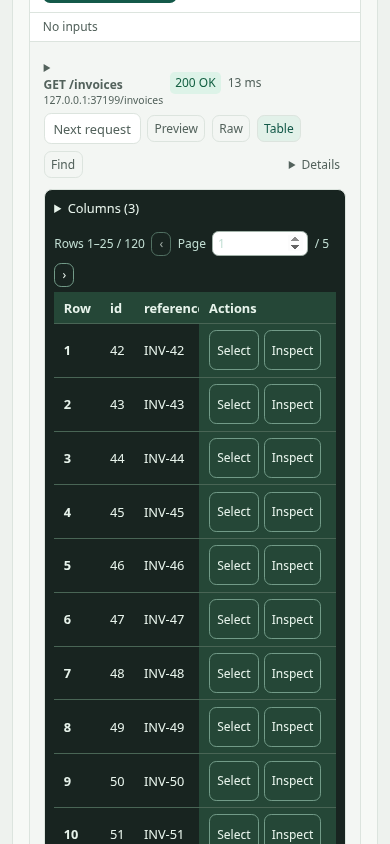 No inputs
GET /invoices
127.0.0.1:37199/invoices
200 OK 13 ms
Next request Preview Raw Table
Find Details
Columns (3)
Rows 1–25 / 120 ‹ Page 1 / 5
›
Row id reference Actions
1 42 INV-42 Select Inspect
2 43 INV-43 Select Inspect
3 44 INV-44 Select Inspect
4 45 INV-45 Select Inspect
5 46 INV-46 Select Inspect
6 47 INV-47 Select Inspect
7 48 INV-48 Select Inspect
8 49 INV-49 Select Inspect
9 50 INV-50 Select Inspect
10 51 INV-51 Select Inspect